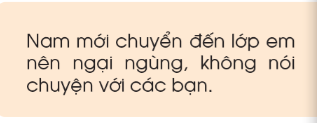 Nam mới chuyển đến lớp em
nên ngại ngùng, không nói
chuyện với các bạn.